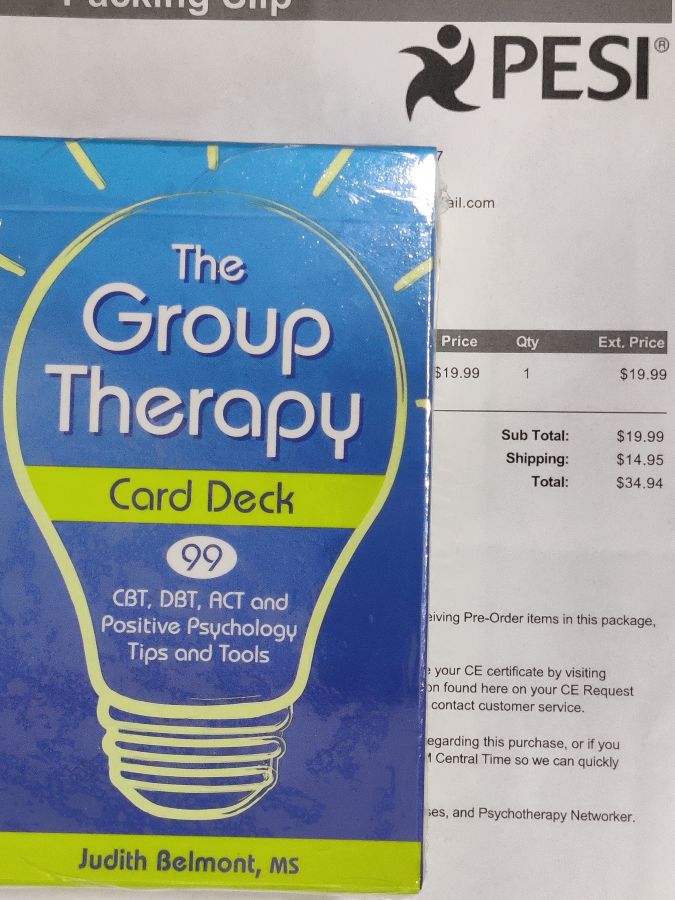 Packing Slip
PESI®
7
ail.com
The
Group
Therapy
Card Deck
99
CBT, DBT, ACT and
Positive Psychology
Tips and Tools
Judith Belmont, MS
Price Qty Ext. Price
$19.99 1 $19.99
Sub Total: $19.99
Shipping: $14.95
Total: $34.94
eiving Pre-Order items in this package,
your CE certificate by visiting
on found here on your CE Request
contact customer service.
egarding this purchase, or if you
M Central Time so we can quickly
ses, and Psychotherapy Networker.